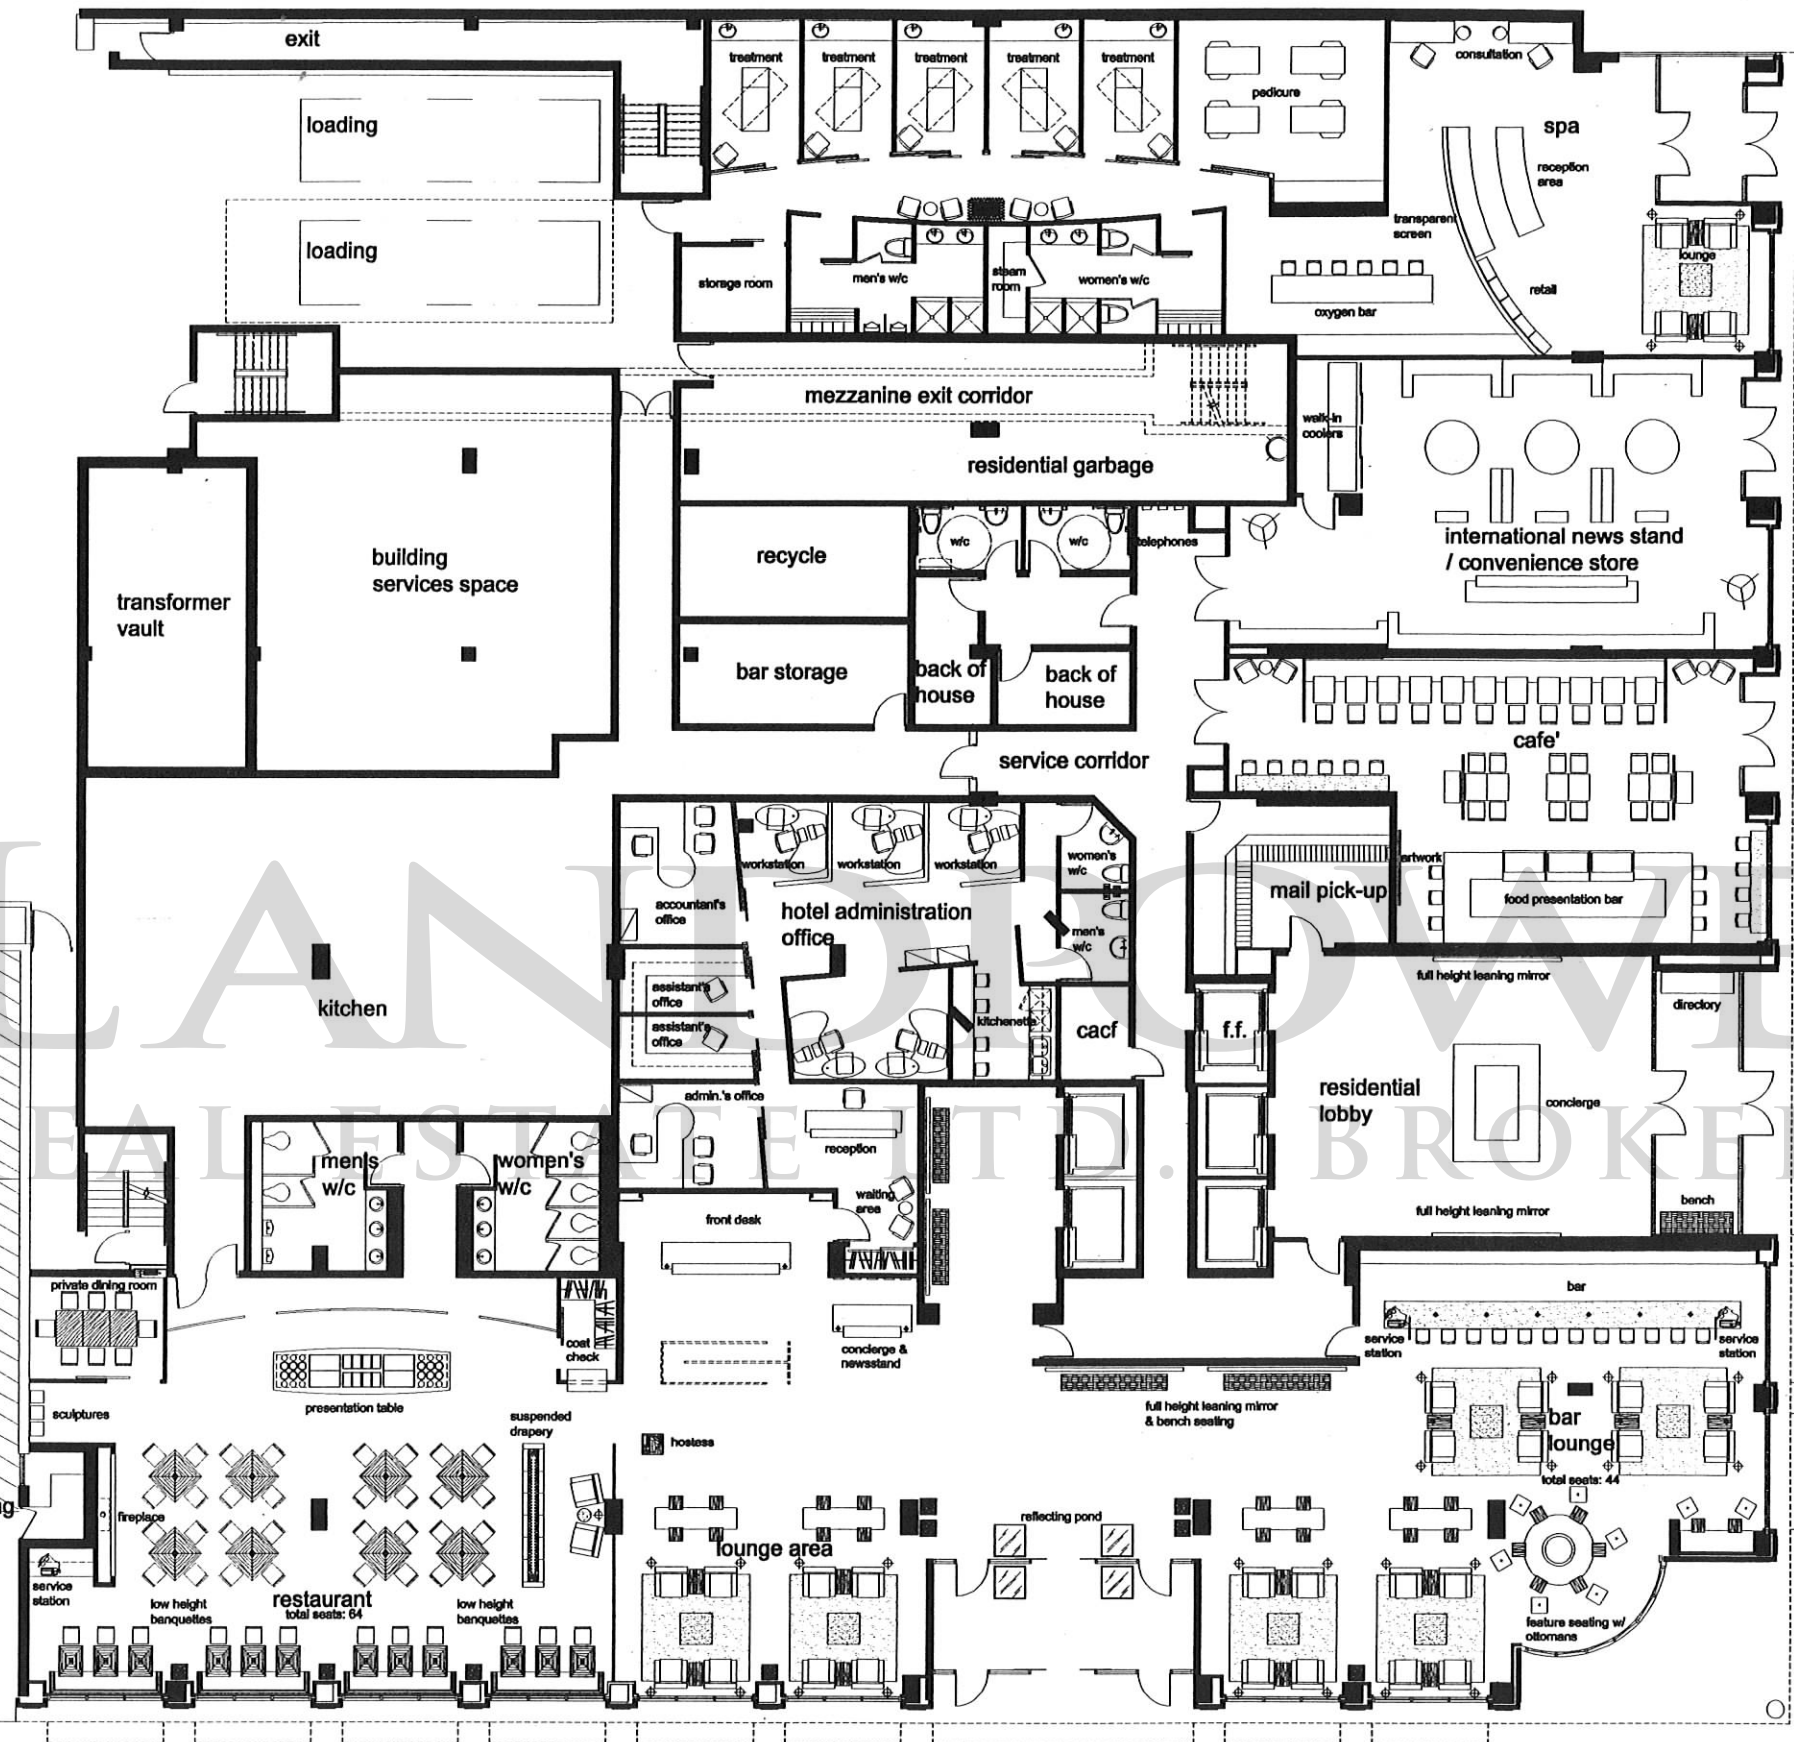 exit
loading
loading
treatment
treatment
treatment
treatment
treatment
pedicure
consultation
spa
reception
area
transparent
screen
lounge
retail
oxygen bar
storage room
men's w/c
steam
room
women's w/c
mezzanine exit corridor
residential garbage
walk-in
coolers
international news stand
/ convenience store
transformer
vault
building
services space
recycle
w/c
w/c
telephones
bar storage
back of
house
back of
house
service corridor
cafe'
artwork
food presentation bar
mail pick-up
workstation
workstation
workstation
women's
w/c
accountant's
office
hotel administration
office
men's
w/c
assistant's
office
assistant's
office
kitchenette
cacf
f.f.
kitchen
full height leaning mirror
directory
residential
lobby
concierge
LANDPOWE
EAL ESTATE LTD. BROKE
admin.'s office
reception
men's
w/c
women's
w/c
waiting
area
front desk
full height leaning mirror
bench
private dining room
coat
check
concierge &
newsstand
bar
service
station
service
station
sculptures
presentation table
suspended
drapery
hostess
full height leaning mirror
& bench seating
bar
lounge
total seats: 44
fireplace
reflecting pond
lounge area
service
station
low height
banquettes
restaurant
total seats: 64
low height
banquettes
feature seating w/
ottomans